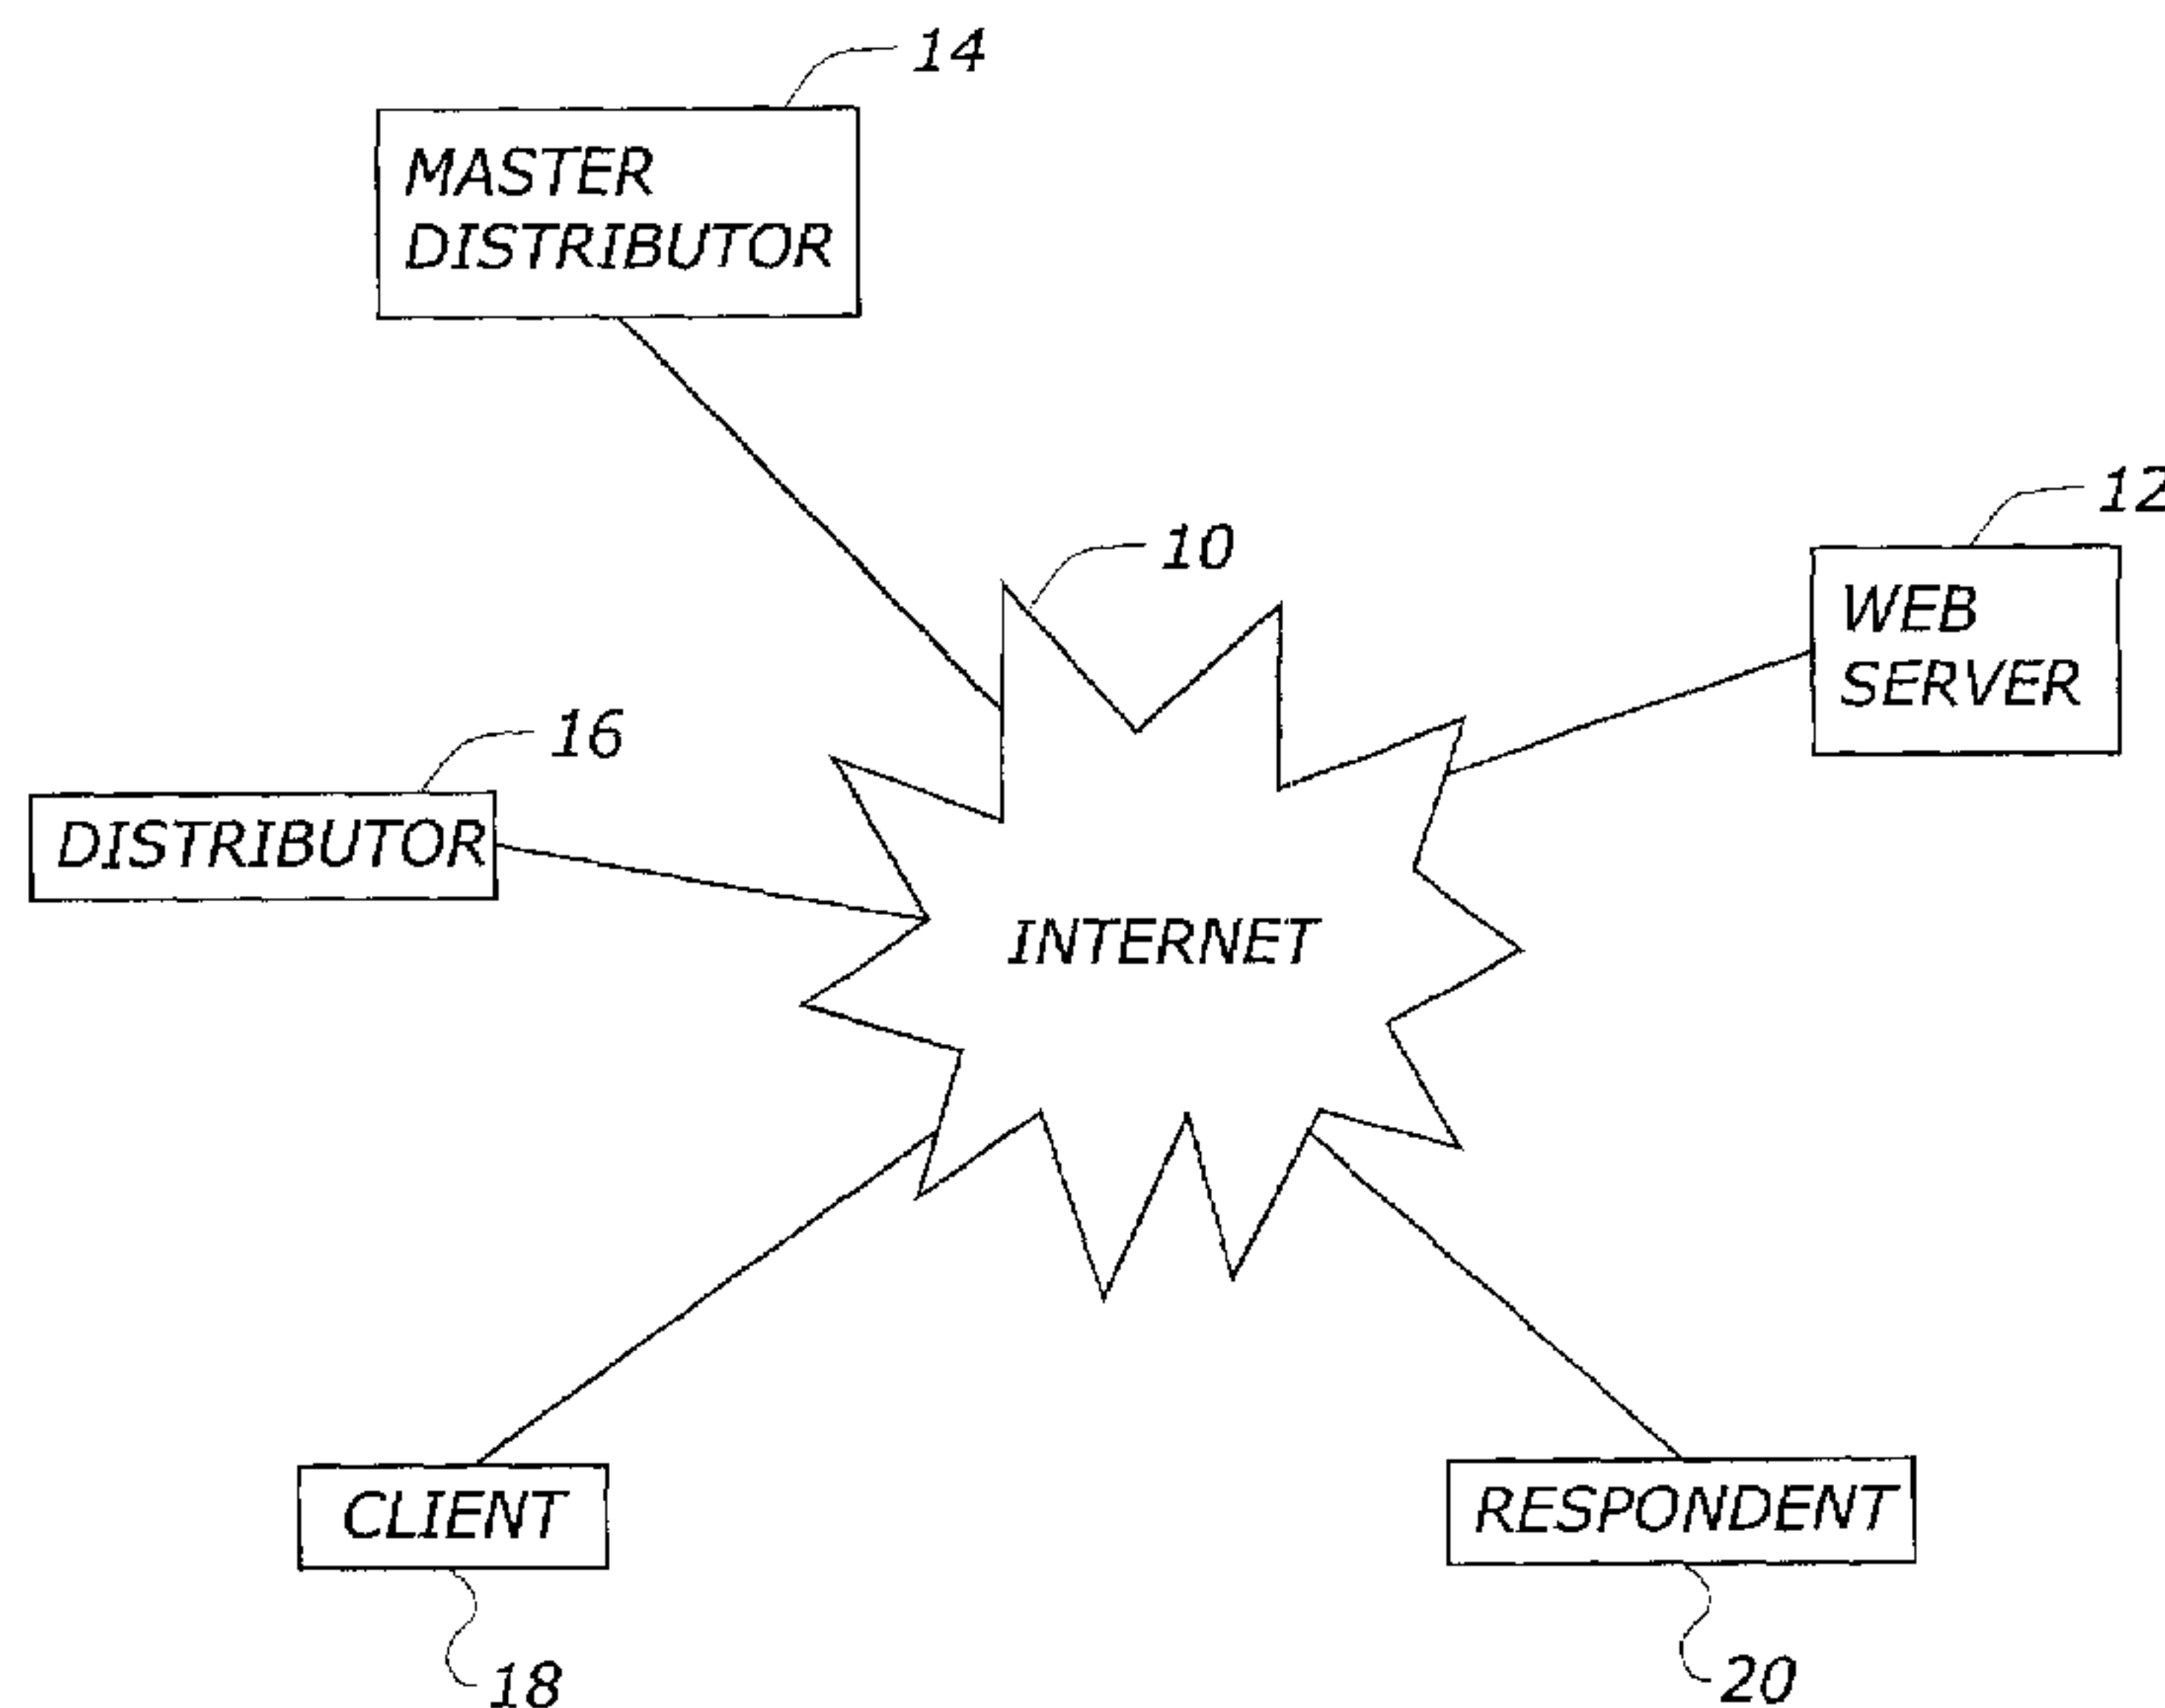 14
MASTER
DISTRIBUTOR
12
10
WEB
SERVER
16
DISTRIBUTOR
INTERNET
CLIENT
RESPONDENT
18
20